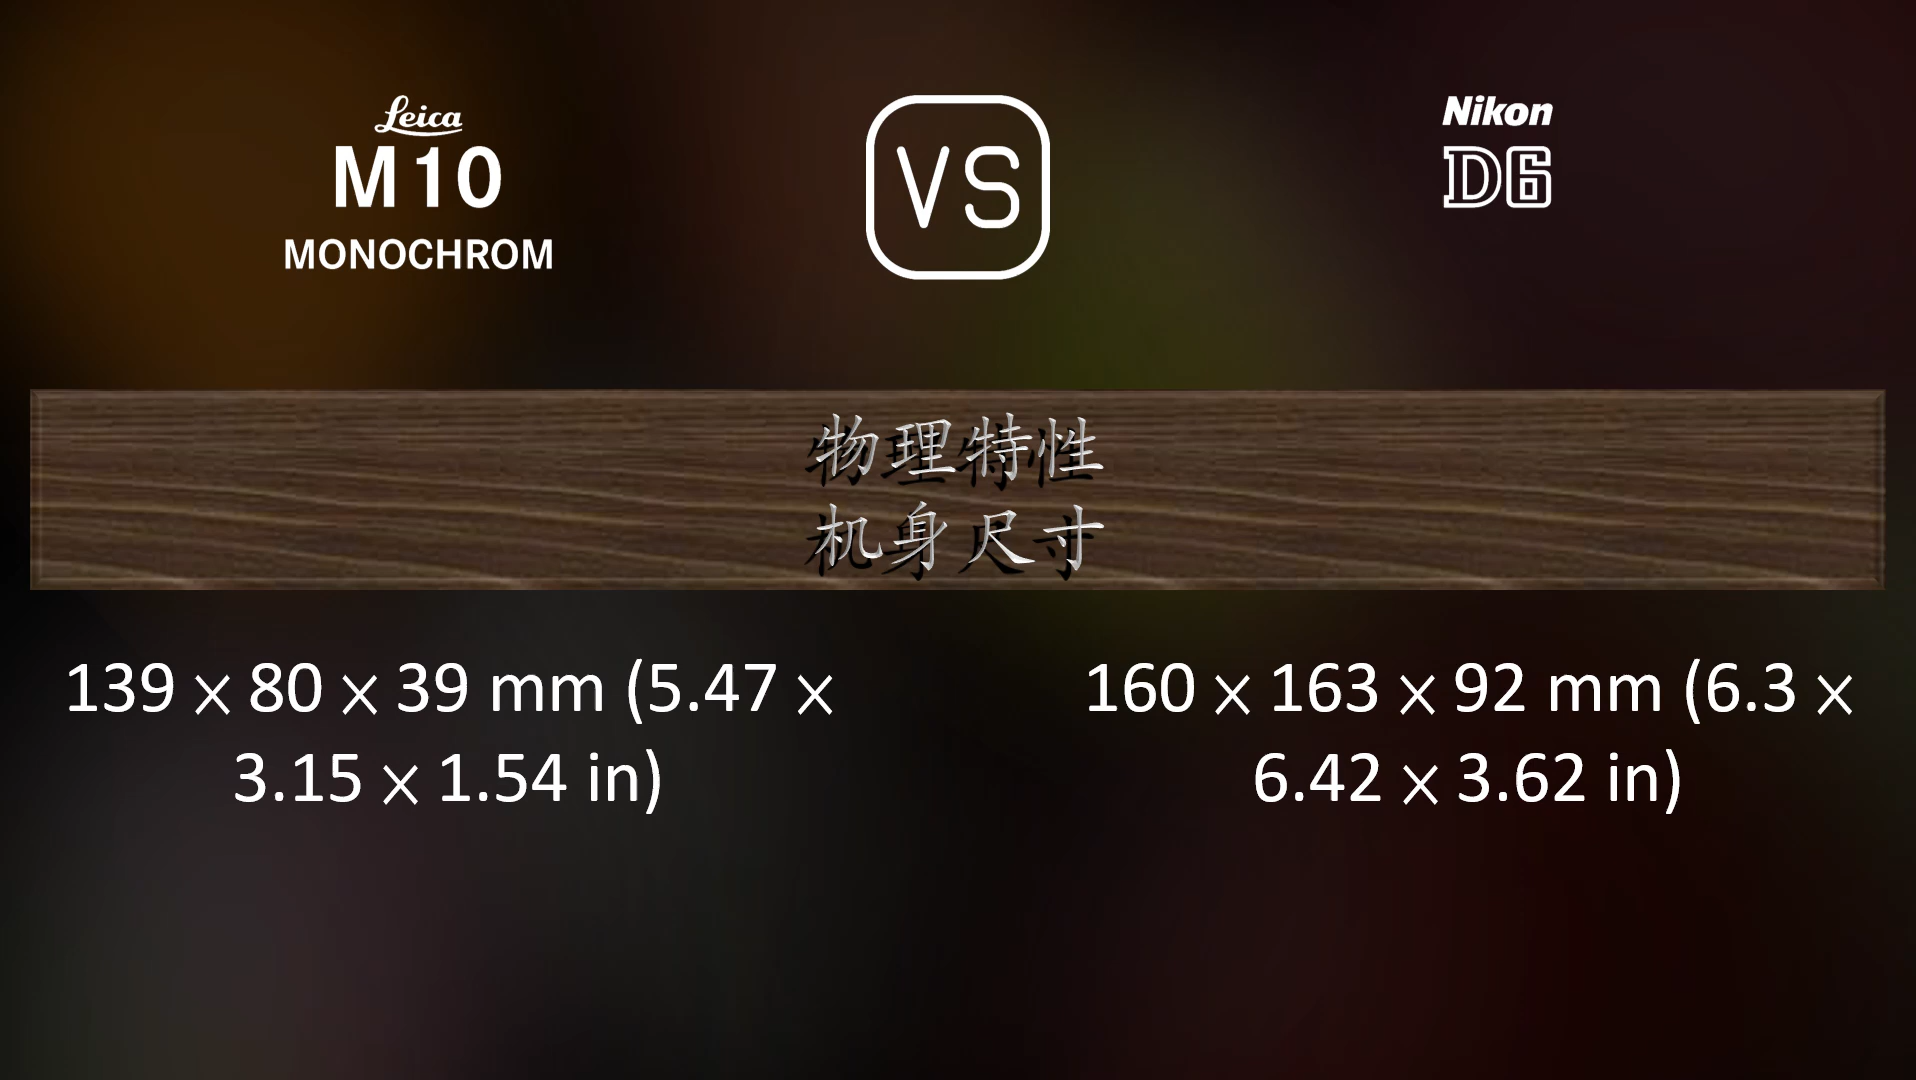 Leica
M10
MONOCHROM
VS
Nikon
D6
物理特性
机身尺寸
139 x 80 x 39 mm (5.47 x
3.15 x 1.54 in)
160 x 163 x 92 mm (6.3 x
6.42 x 3.62 in)